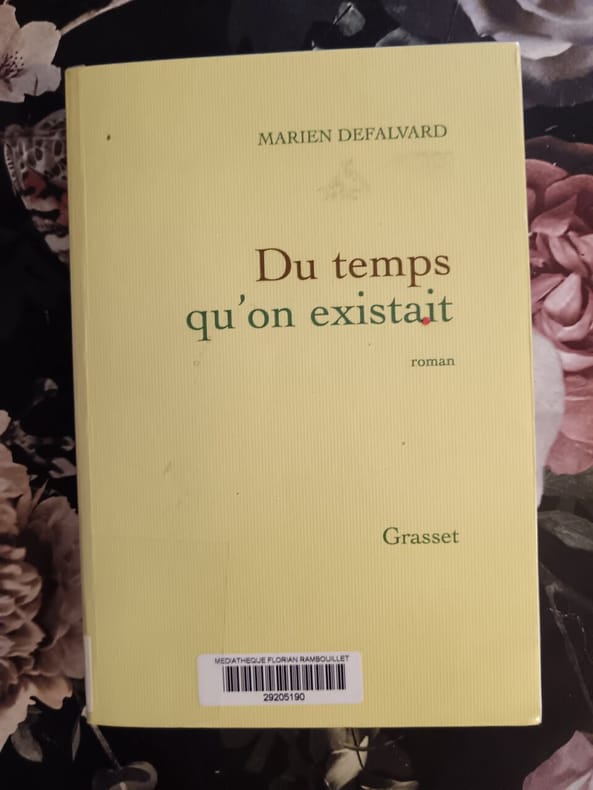 MARIEN DEFALVARD
Du temps
qu'on existait
roman
Grasset
MEDIATHEQUE FLORIAN RAMBOUILLET
29205190